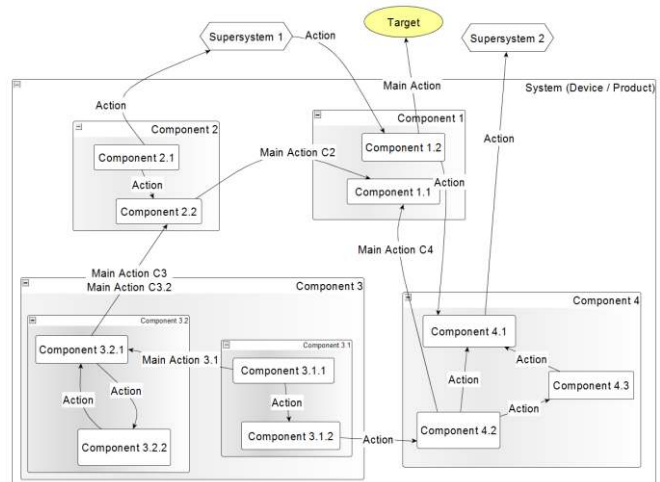 Target
Supersystem 1
Action
Supersystem 2
Main Action
System (Device / Product)
Action
Component 2
Component 1
Component 2.1
Main Action C2
Component 1.2
Action
Action
Action
Component 1.1
Component 2.2
Main Action C4
Main Action C3
Main Action C3.2
Component 3
Component 4
Component 3.2
Component 3.1
Component 4.1
Component 3.2.1
Main Action 3.1
Component 3.1.1
Action
Action
Component 4.3
Action
Action
Action
Action
Component 4.2
Component 3.2.2
Component 3.1.2
Action